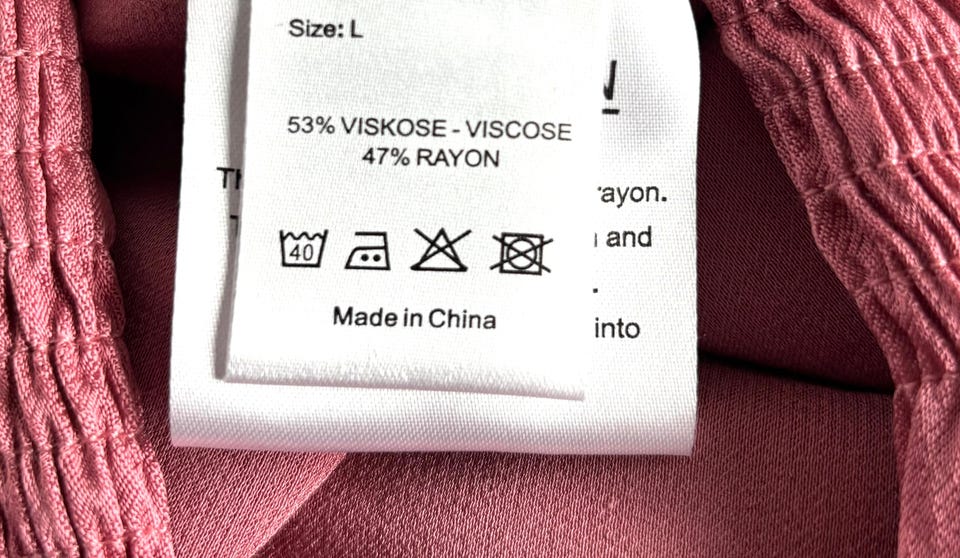 Size: L
53% VISKOSE - VISCOSE
47% RAYON
40
Made in China
rayon.
and
into